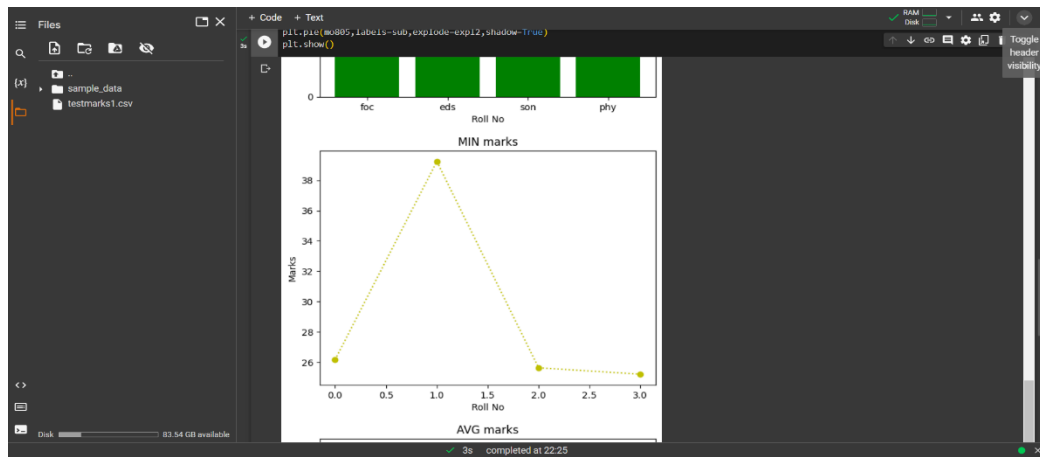 Files
..
sample_data
testmarks1.csv
{x}
<>
Disk 83.54 GB available
+ Code + Text
RAM
Disk
Toggle
header
visibility
3s
plt.pie(mo805,labels=sub,explode=expl2,shadow=True)
plt.show()
0
foc eds son phy
Roll No
MIN marks
38
36
34
32
30
28
26
Marks
0.0 0.5 1.0 1.5 2.0 2.5 3.0
Roll No
AVG marks
3s completed at 22:25